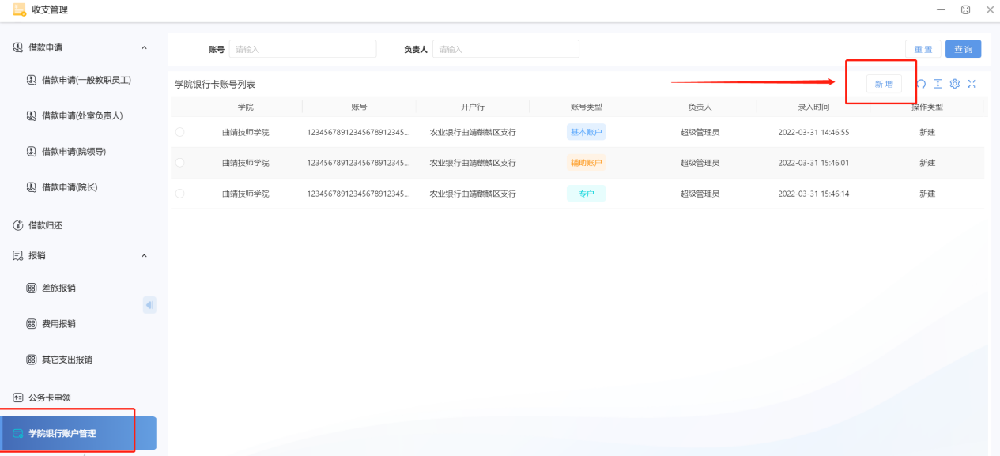 收支管理
借款申请
借款申请(一般教职员工)
借款申请(处室负责人)
借款申请(院领导)
借款申请(院长)
借款归还
报销
差旅报销
费用报销
其它支出报销
公务卡申领
学院银行账户管理
账号 请输入 负责人 请输入 重置 查询
学院银行卡账号列表 新增
学院 账号 开户行 账号类型 负责人 录入时间 操作类型
曲靖技师学院 12345678912345678912345... 农业银行曲靖麒麟区支行 基本账户 超级管理员 2022-03-31 14:46:55 新建
曲靖技师学院 12345678912345678912345... 农业银行曲靖麒麟区支行 辅助账户 超级管理员 2022-03-31 15:46:01 新建
曲靖技师学院 12345678912345678912345... 农业银行曲靖麒麟区支行 专户 超级管理员 2022-03-31 15:46:14 新建